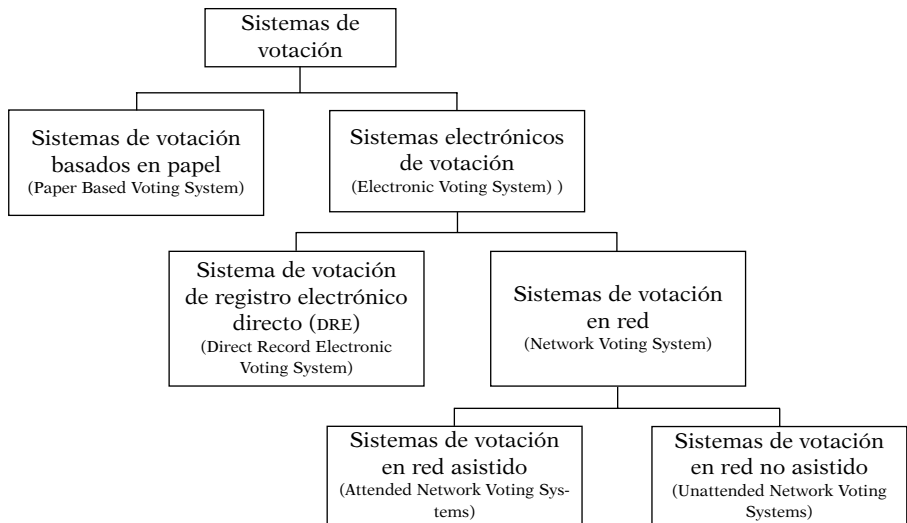 Sistemas de
votación
Sistemas de votación
basados en papel
(Paper Based Voting System)
Sistemas electrónicos
de votación
(Electronic Voting System) )
Sistema de votación
de registro electrónico
directo (DRE)
(Direct Record Electronic
Voting System)
Sistemas de votación
en red
(Network Voting System)
Sistemas de votación
en red asistido
(Attended Network Voting Sys-
tems)
Sistemas de votación
en red no asistido
(Unattended Network Voting
Systems)